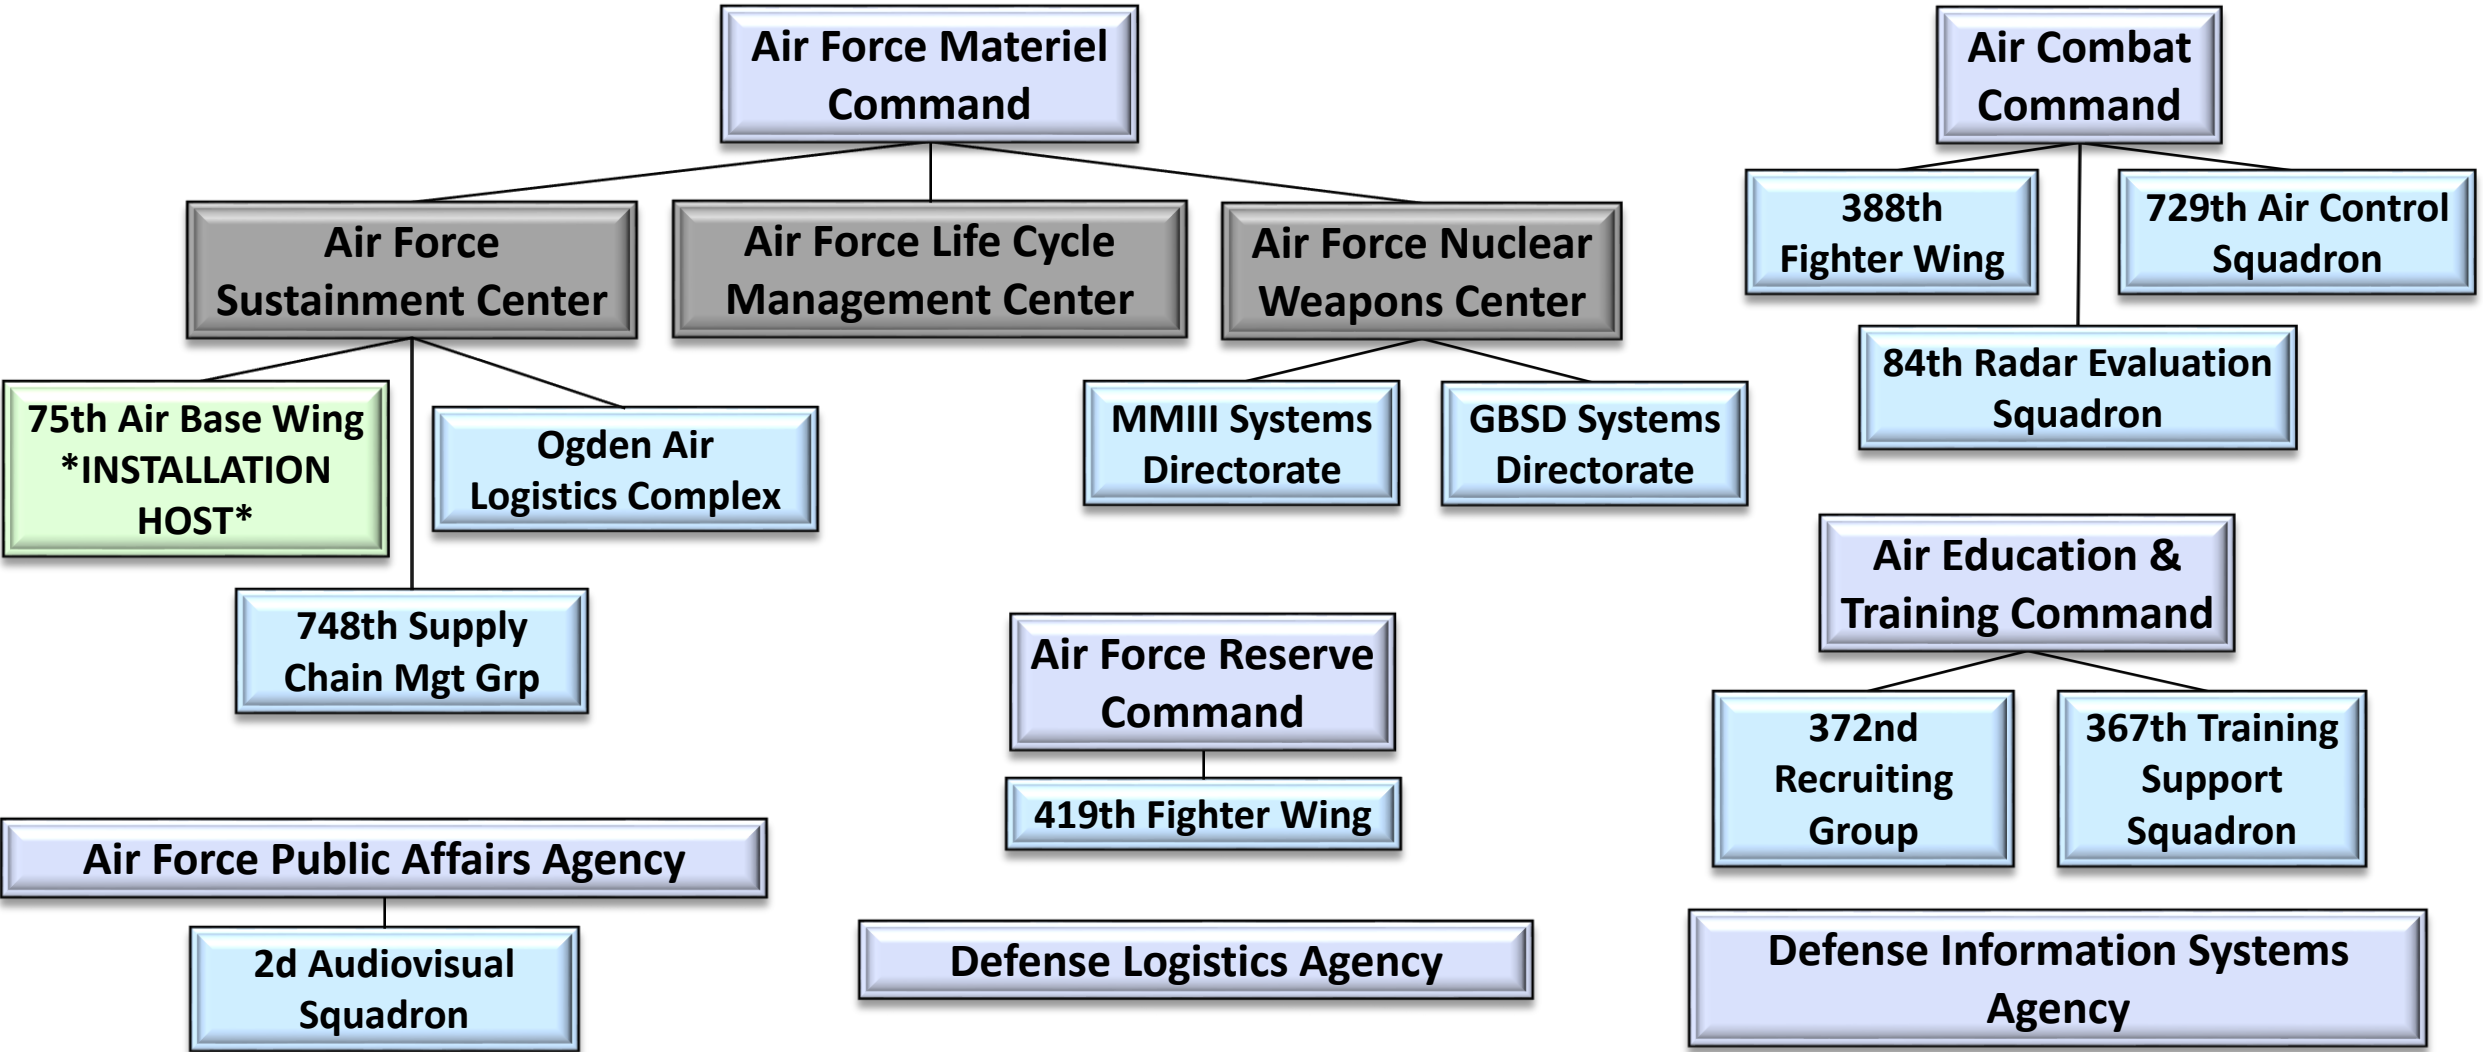 Air Force Materiel
Command
Air Combat
Command
388th
Fighter Wing
729th Air Control
Squadron
84th Radar Evaluation
Squadron
Air Force
Sustainment Center
Air Force Life Cycle
Management Center
Air Force Nuclear
Weapons Center
75th Air Base Wing
*INSTALLATION
HOST*
Ogden Air
Logistics Complex
748th Supply
Chain Mgt Grp
MMIII Systems
Directorate
GBSD Systems
Directorate
Air Education &
Training Command
372nd
Recruiting
Group
367th Training
Support
Squadron
Air Force Reserve
Command
419th Fighter Wing
Air Force Public Affairs Agency
2d Audiovisual
Squadron
Defense Logistics Agency
Defense Information Systems
Agency